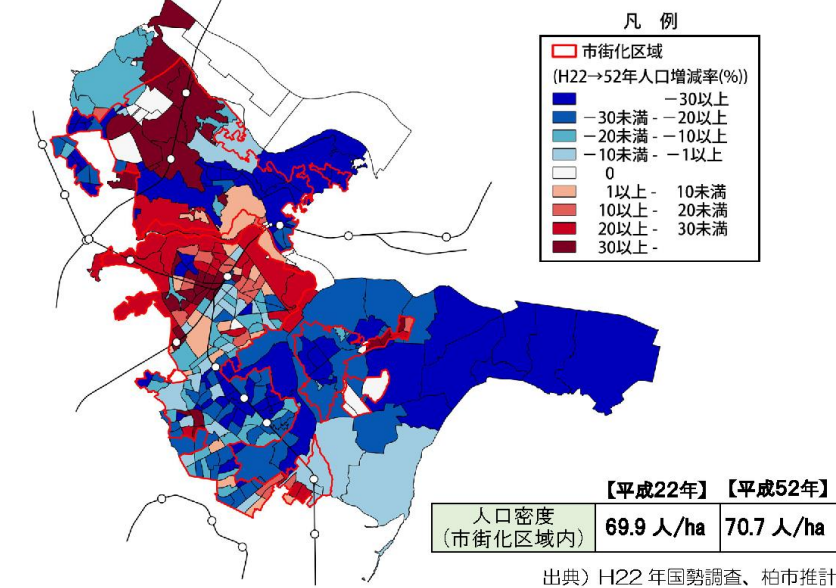 凡 例
市街化区域
(H22→52年人口増減率(%))
－30以上
－30未満 - －20以上
－20未満 - －10以上
－10未満 - －1以上
0
1以上 - 10未満
10以上 - 20未満
20以上 - 30未満
30以上 -
【平成22年】 【平成52年】
人口密度
(市街化区域内)
69.9 人/ha 70.7 人/ha
出典）H22 年国勢調査、柏市推計